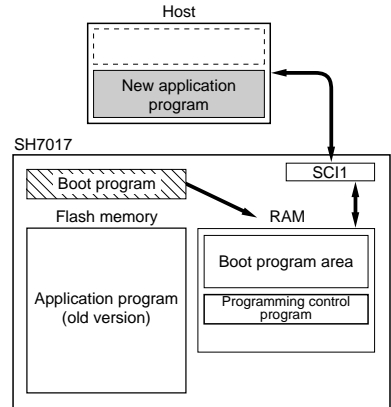 Host
New application
program
SH7017
SCI1
Boot program
Flash memory
RAM
Boot program area
Application program
(old version)
Programming control
program